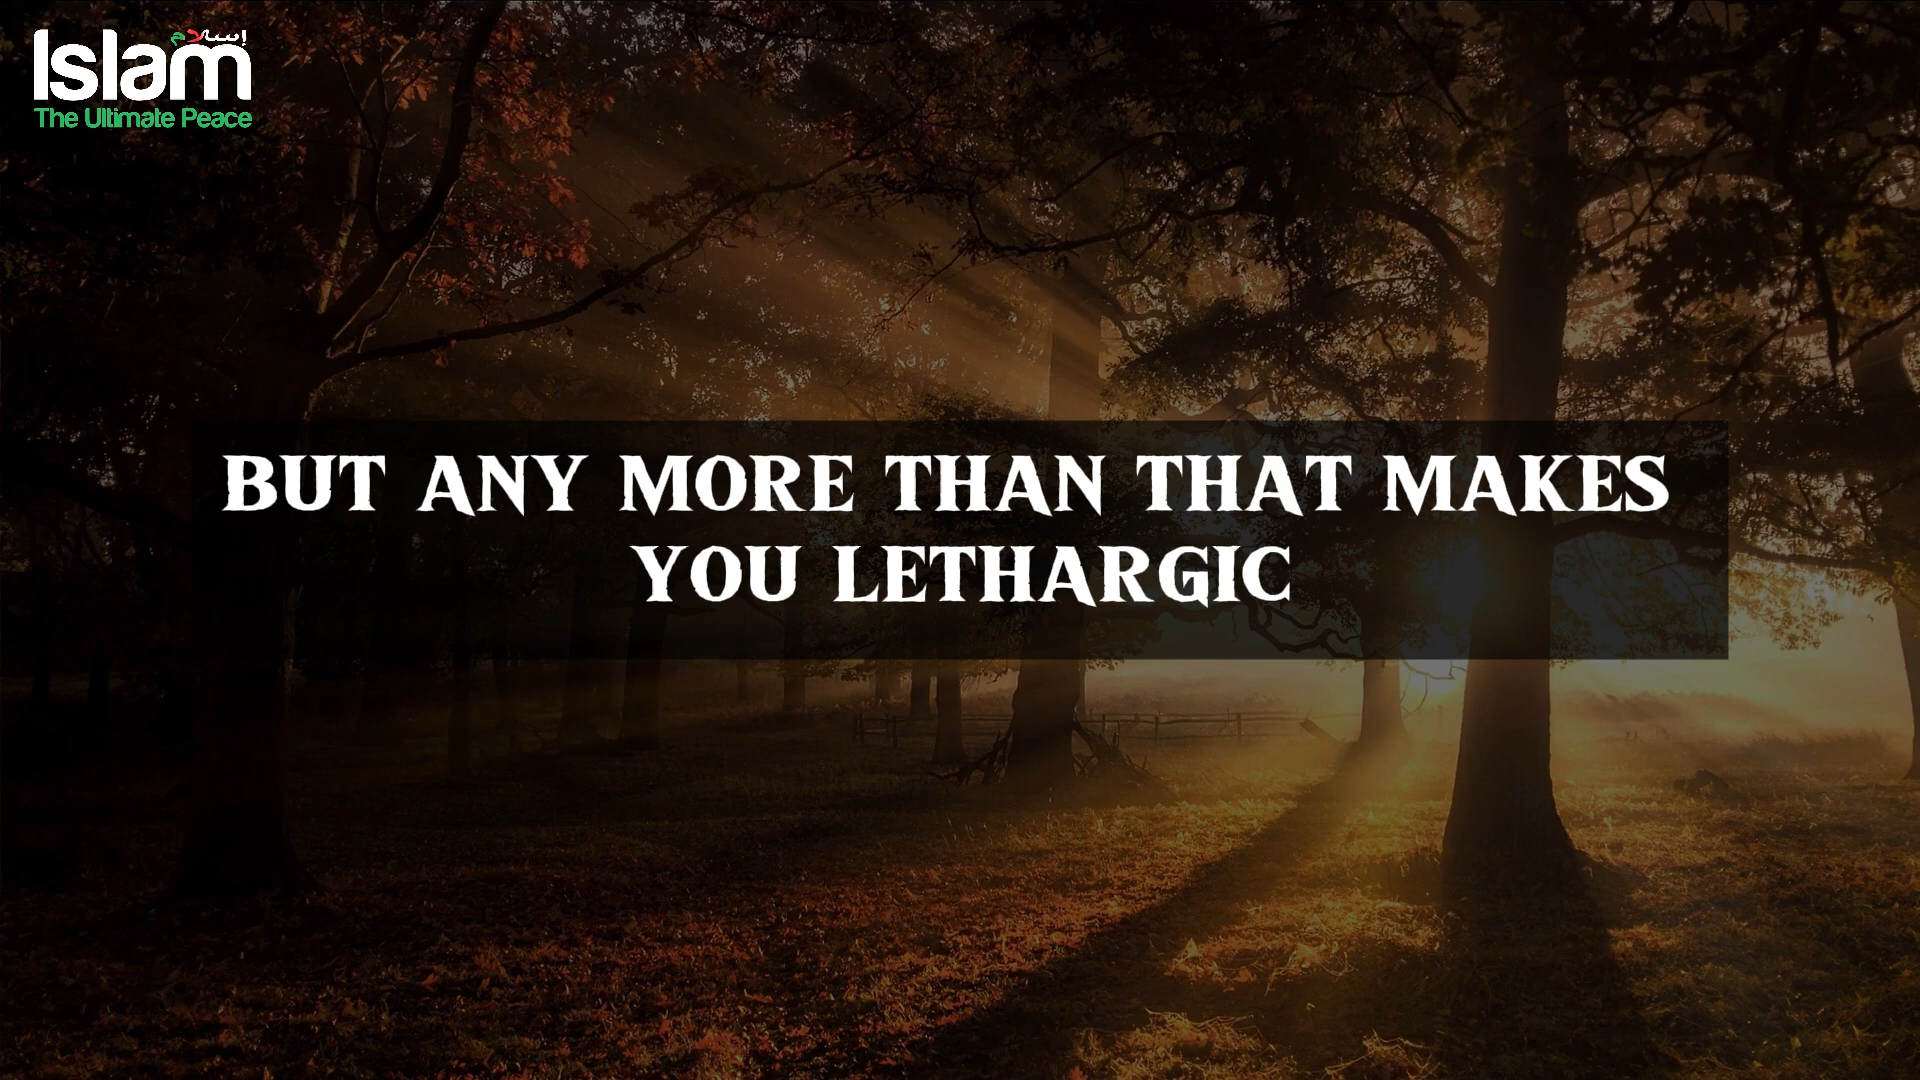 إسلام
Islam
The Ultimate Peace
BUT ANY MORE THAN THAT MAKES
YOU LETHARGIC